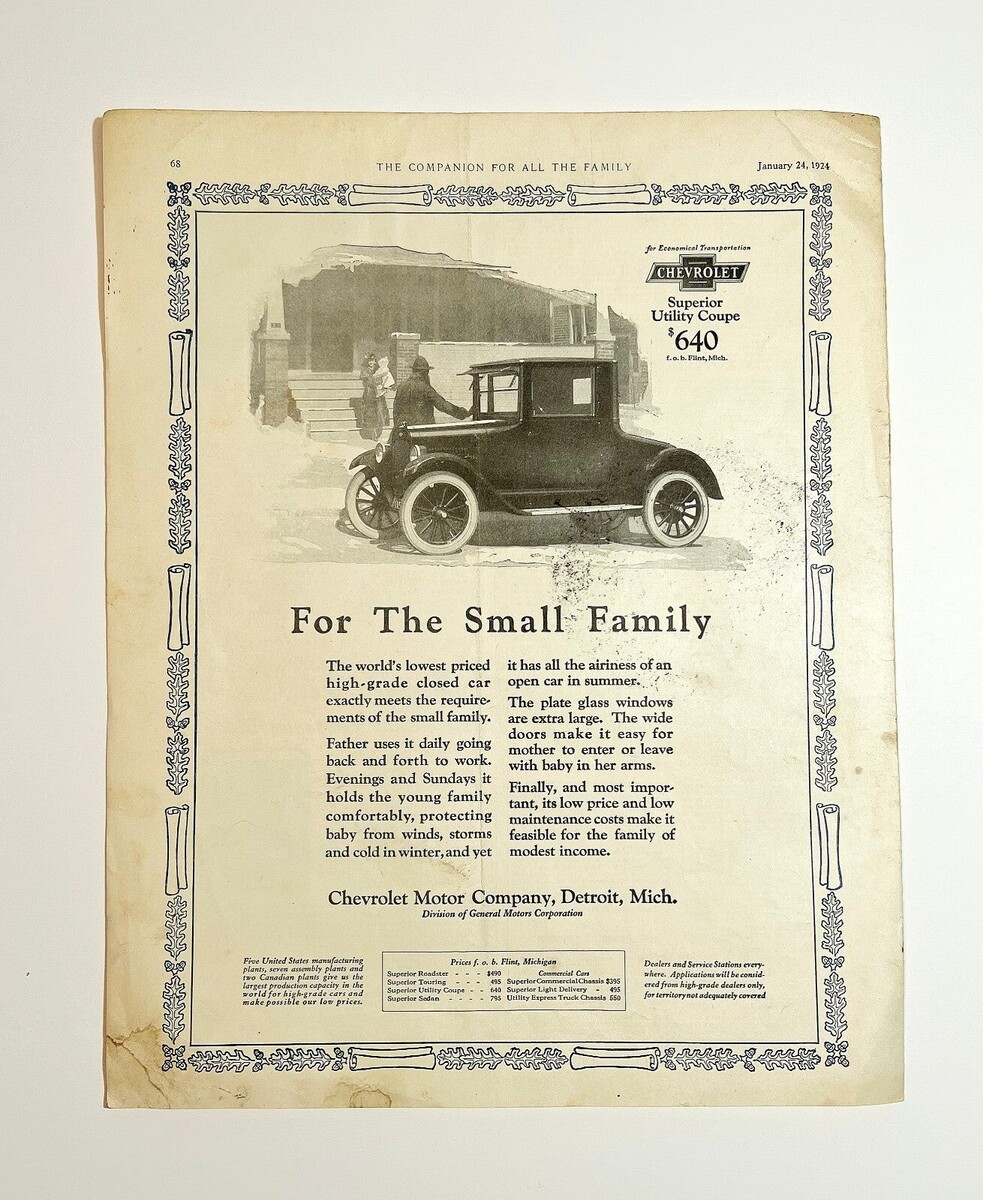 68
THE COMPANION FOR ALL THE FAMILY
January 24, 1924
for Economical Transportation
CHEVROLET
Superior
Utility Coupe
$640
f. o. b. Flint, Mich.
For The Small Family
The world's lowest priced
high-grade closed car
exactly meets the require-
ments of the small family.
Father uses it daily going
back and forth to work.
Evenings and Sundays it
holds the young family
comfortably, protecting
baby from winds, storms
and cold in winter, and yet
it has all the airiness of an
open car in summer.
The plate glass windows
are extra large. The wide
doors make it easy for
mother to enter or leave
with baby in her arms.
Finally, and most impor-
tant, its low price and low
maintenance costs make it
feasible for the family of
modest income.
Chevrolet Motor Company, Detroit, Mich.
Division of General Motors Corporation
Five United States manufacturing
plants, seven assembly plants and
two Canadian plants give us the
largest production capacity in the
world for high-grade cars and
make possible our low prices.
Prices f. o. b. Flint, Michigan
Superior Roadster - - - $490
Superior Touring - - - 495
Superior Utility Coupe - - 640
Superior Sedan - - - - 795
Commercial Cars
Superior Commercial Chassis $395
Superior Light Delivery - 495
Utility Express Truck Chassis 550
Dealers and Service Stations every-
where. Applications will be consid-
ered from high-grade dealers only,
for territory not adequately covered